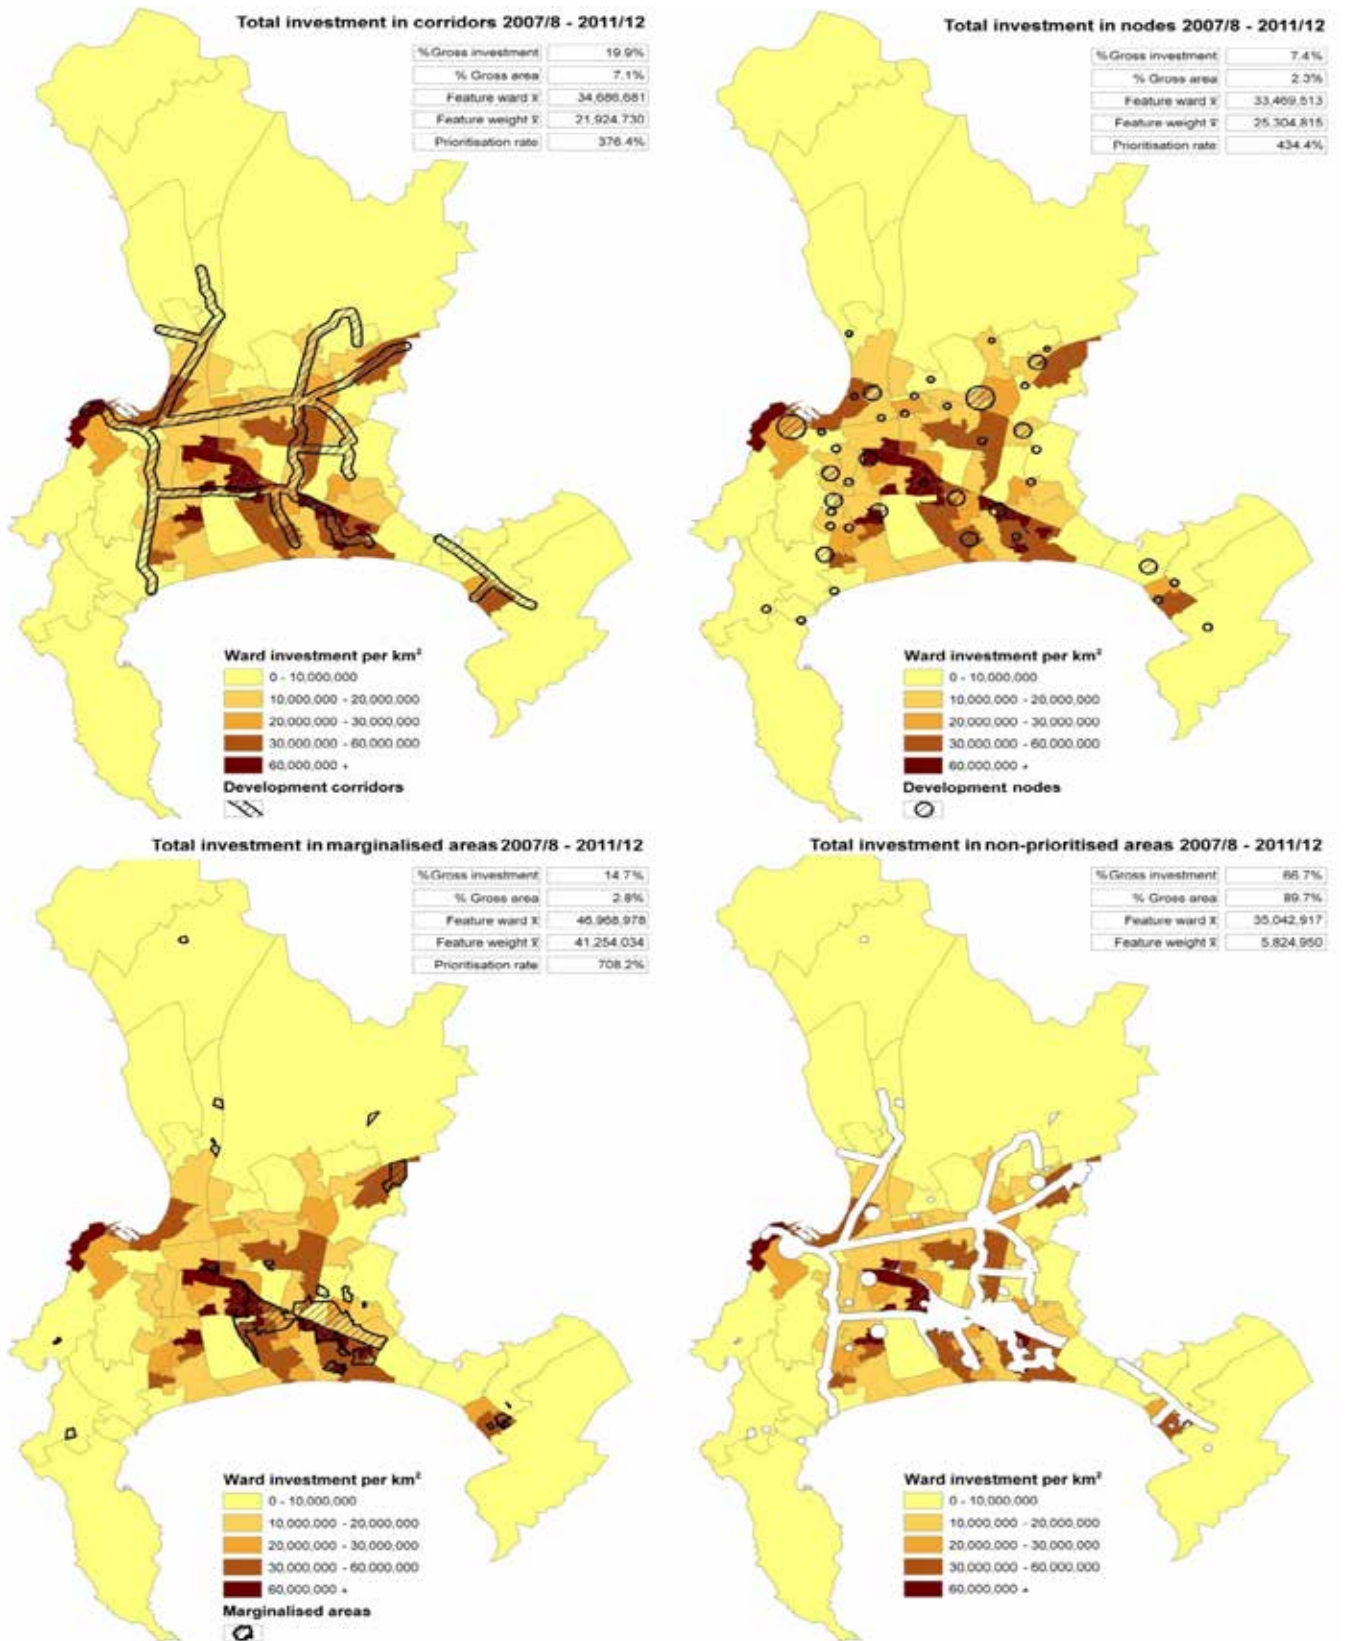 Total investment in corridors 2007/8 - 2011/12
%Gross investment 19.9%
% Gross area 7.1%
Feature ward x̄ 34,686,681
Feature weight x̄ 21,924,730
Prioritisation rate 376.4%
Ward investment per km²
0 - 10,000,000
10,000,000 - 20,000,000
20,000,000 - 30,000,000
30,000,000 - 60,000,000
60,000,000 +
Development corridors
Total investment in nodes 2007/8 - 2011/12
%Gross investment 7.4%
% Gross area 2.3%
Feature ward x̄ 33,469,513
Feature weight x̄ 25,304,815
Prioritisation rate 434.4%
Ward investment per km²
0 - 10,000,000
10,000,000 - 20,000,000
20,000,000 - 30,000,000
30,000,000 - 60,000,000
60,000,000 +
Development nodes
Total investment in marginalised areas 2007/8 - 2011/12
%Gross investment 14.7%
% Gross area 2.8%
Feature ward x̄ 46,968,978
Feature weight x̄ 41,254,034
Prioritisation rate 708.2%
Ward investment per km²
0 - 10,000,000
10,000,000 - 20,000,000
20,000,000 - 30,000,000
30,000,000 - 60,000,000
60,000,000 +
Marginalised areas
Total investment in non-prioritised areas 2007/8 - 2011/12
%Gross investment 66.7%
% Gross area 89.7%
Feature ward x̄ 35,042,917
Feature weight x̄ 5,824,950
Ward investment per km²
0 - 10,000,000
10,000,000 - 20,000,000
20,000,000 - 30,000,000
30,000,000 - 60,000,000
60,000,000 +